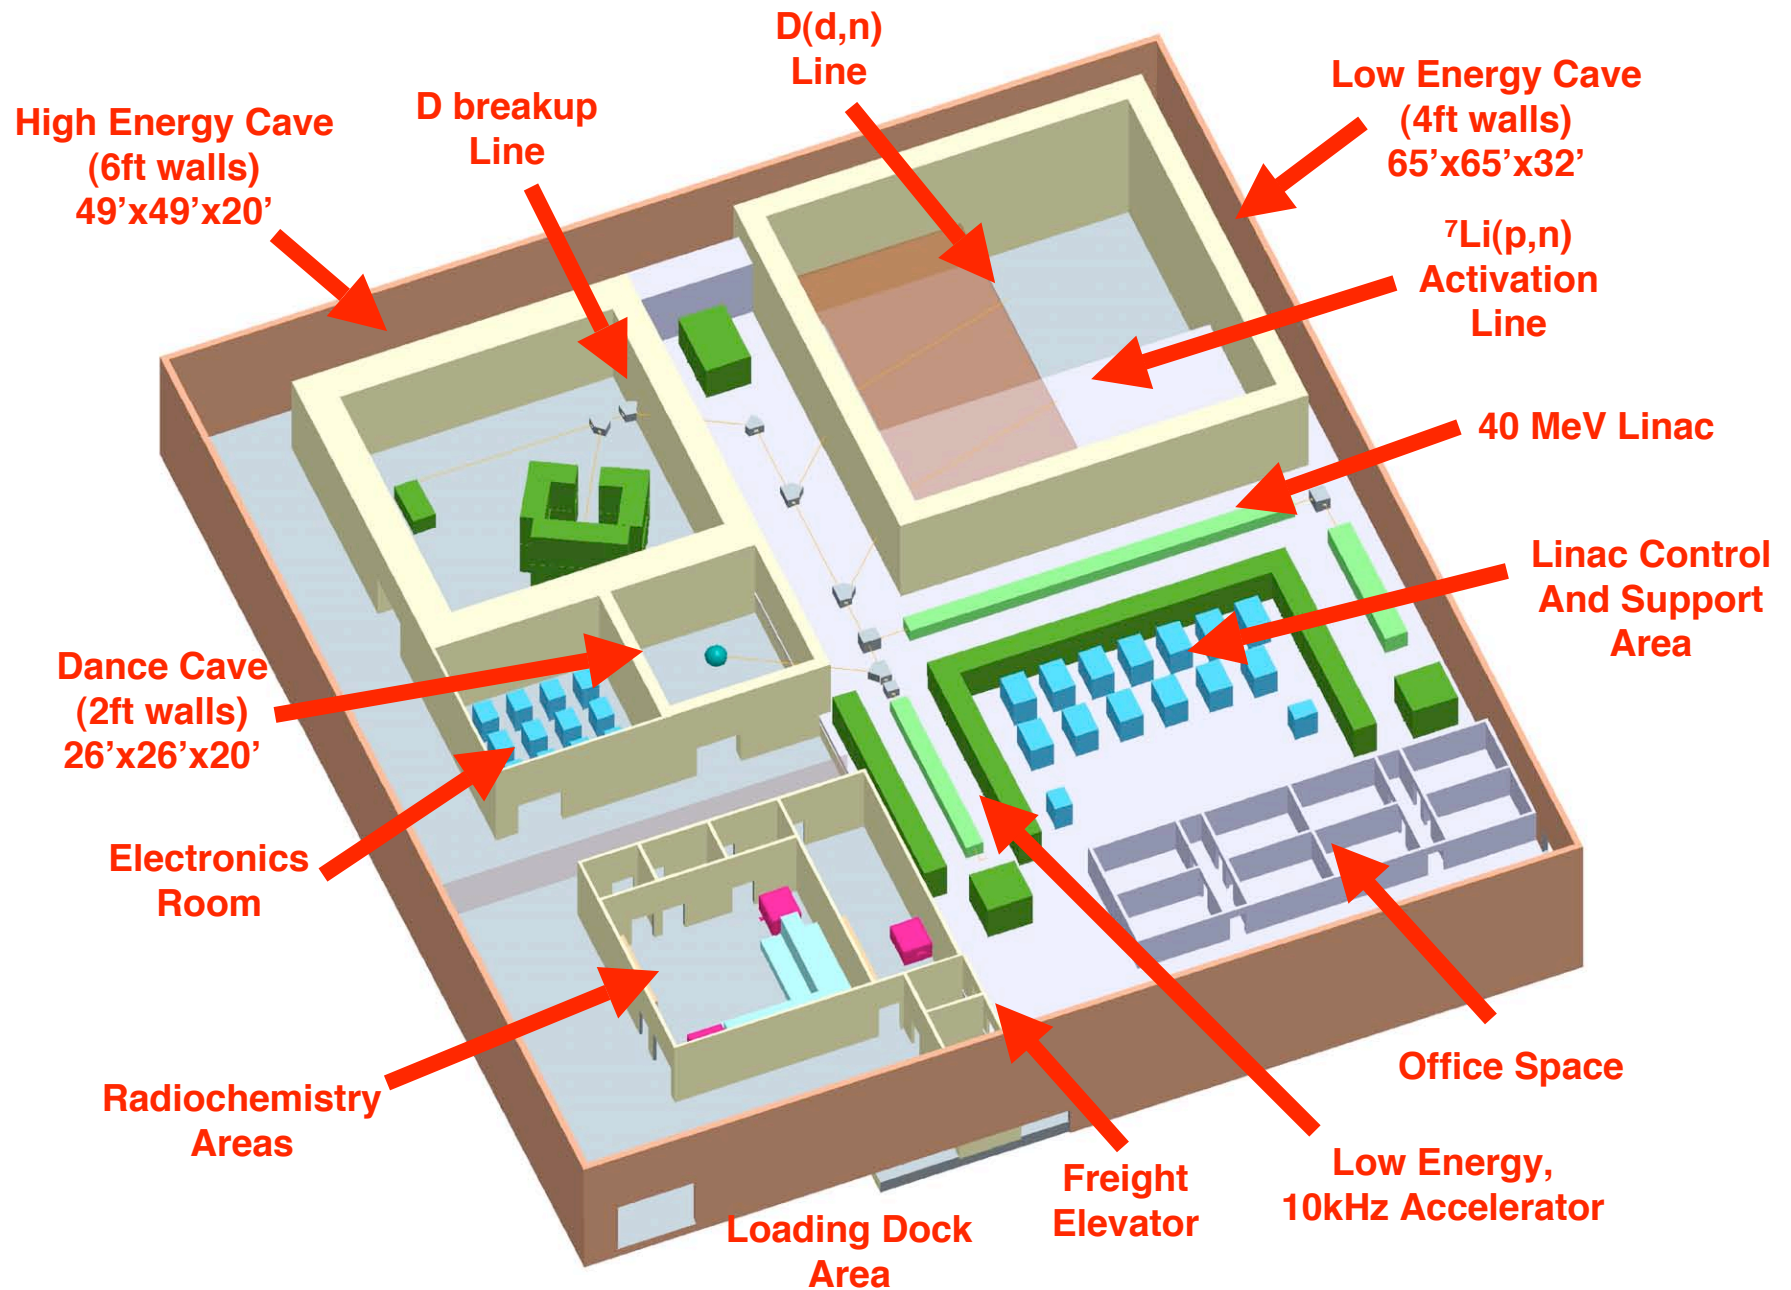 D(d,n)
Line
D breakup
Line
High Energy Cave
(6ft walls)
49’x49’x20’
Low Energy Cave
(4ft walls)
65’x65’x32’
⁷Li(p,n)
Activation
Line
40 MeV Linac
Linac Control
And Support
Area
Dance Cave
(2ft walls)
26’x26’x20’
Electronics
Room
Radiochemistry
Areas
Office Space
Low Energy,
10kHz Accelerator
Freight
Elevator
Loading Dock
Area